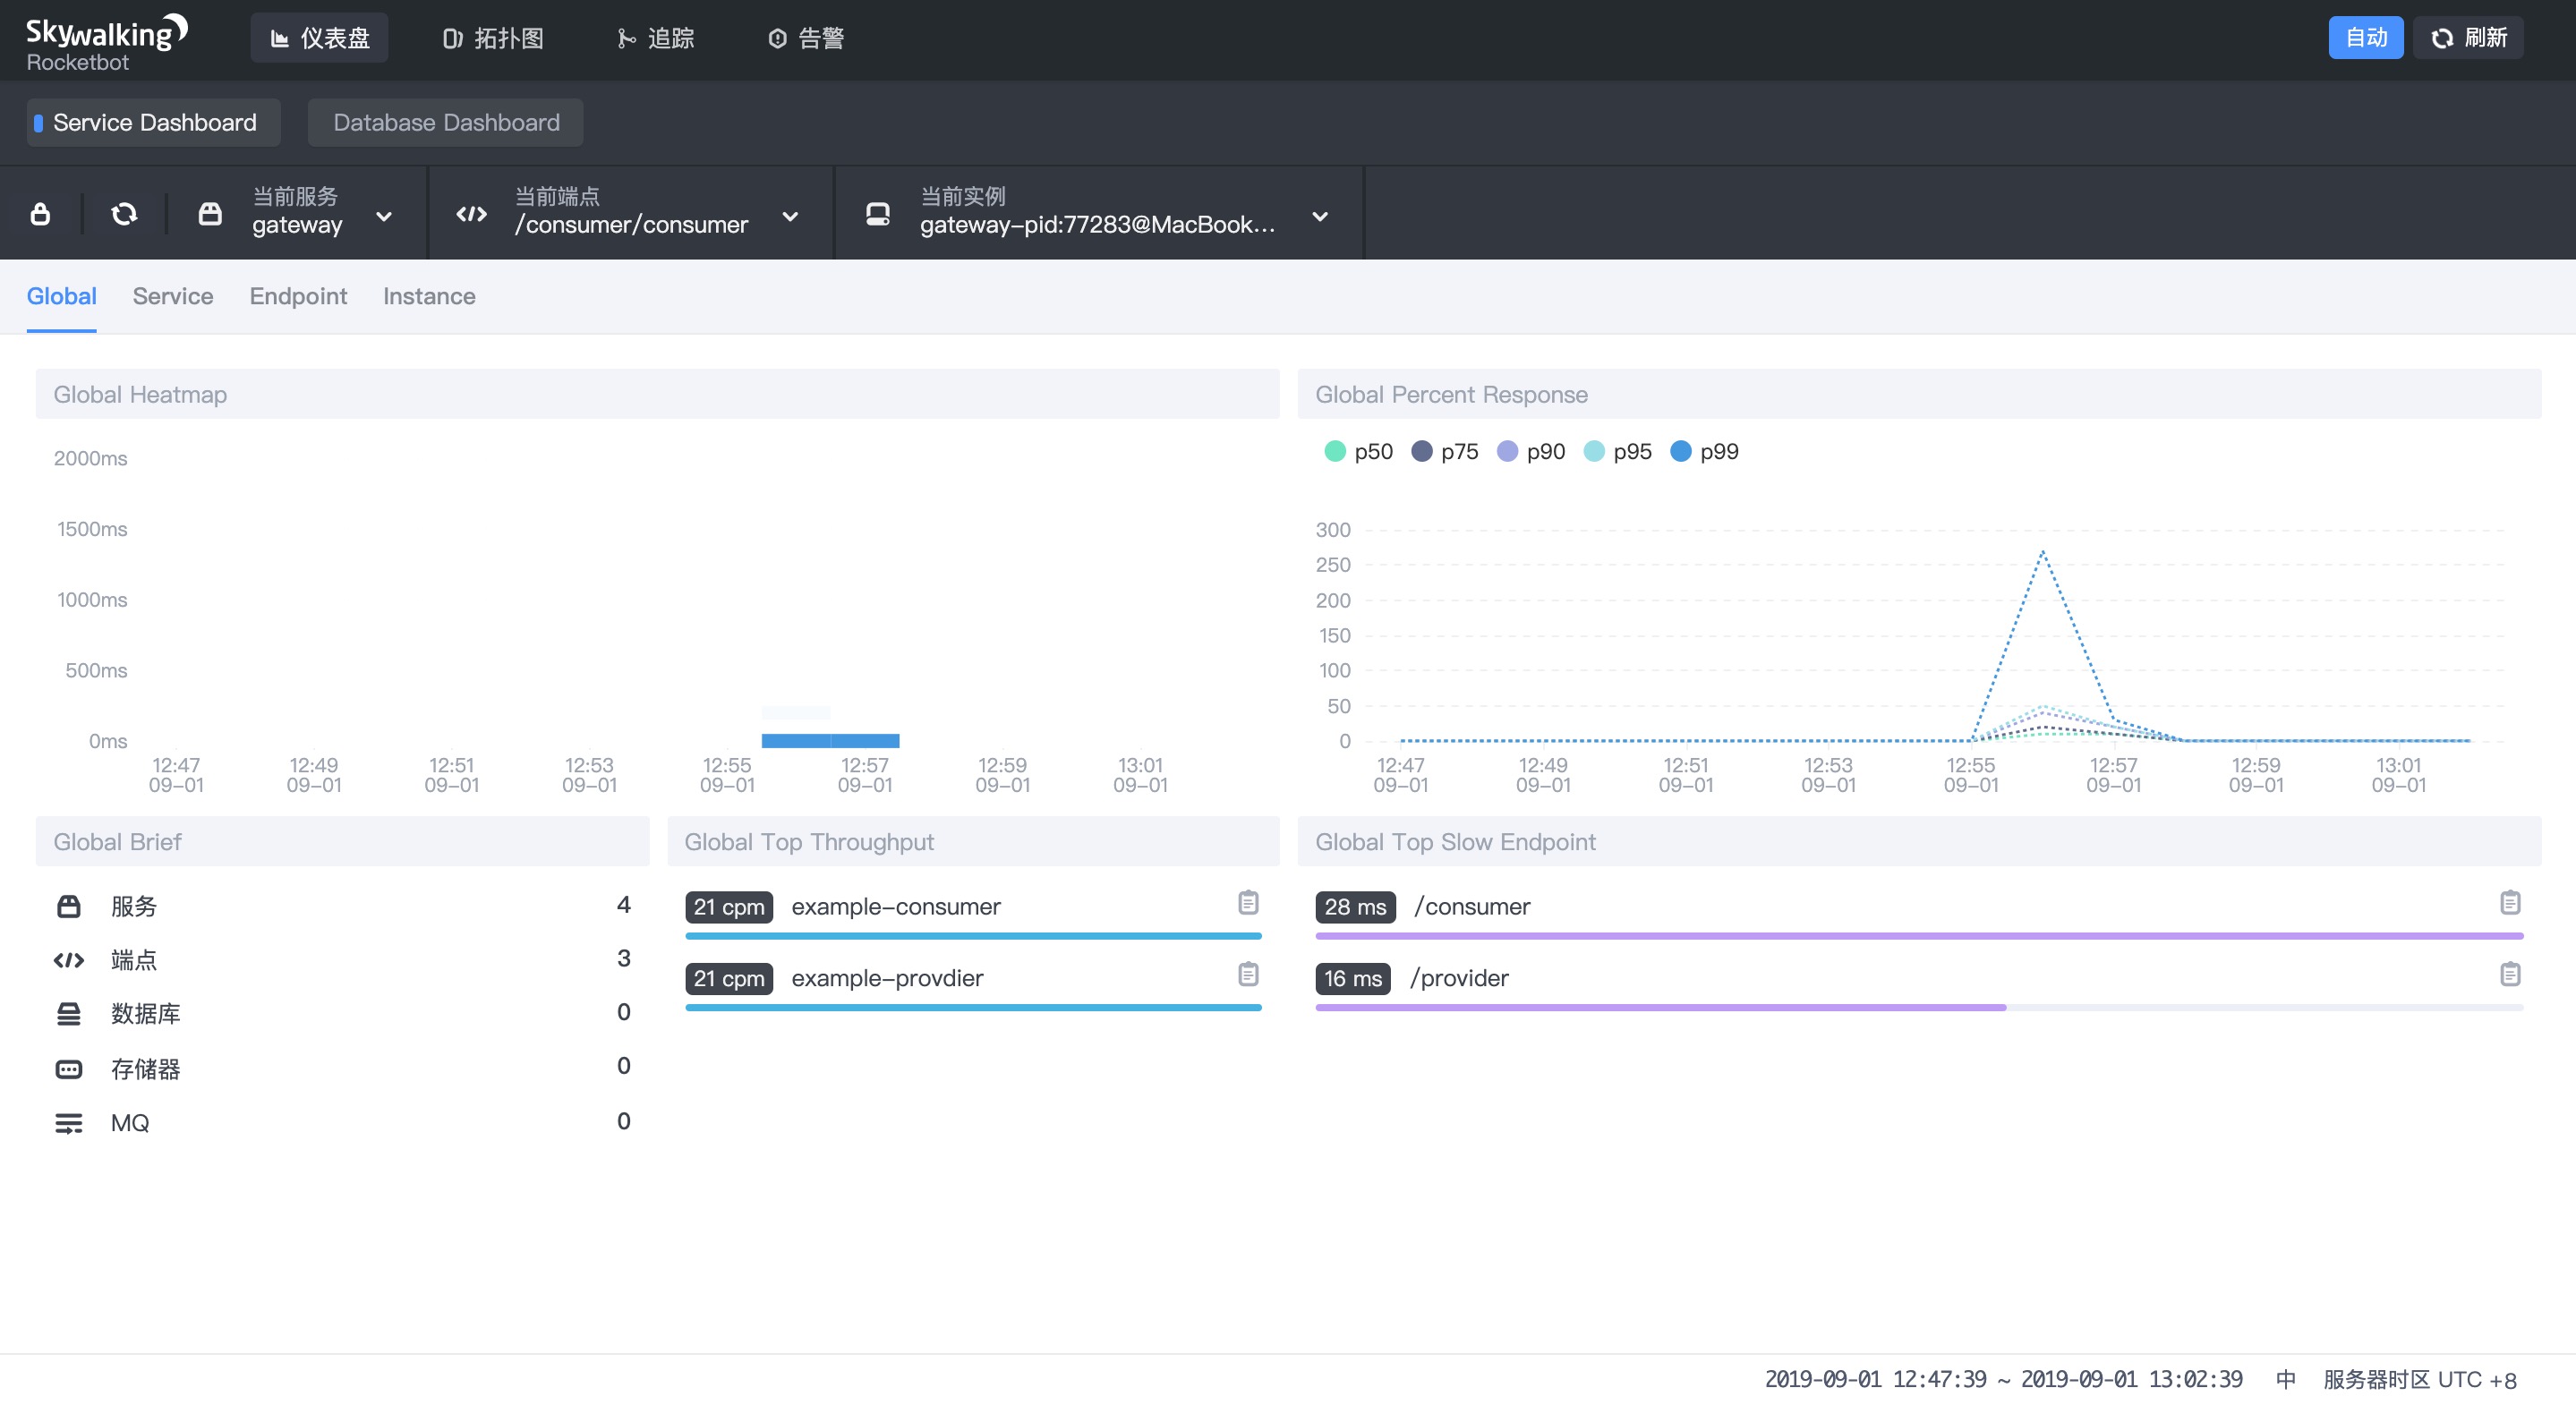 Skywalking
Rocketbot
仪表盘
拓扑图
追踪
告警
自动
刷新
Service Dashboard
Database Dashboard
当前服务
gateway
当前端点
/consumer/consumer
当前实例
gateway-pid:77283@MacBook...
Global Service Endpoint Instance
Global Heatmap
2000ms
1500ms
1000ms
500ms
0ms
12:47 12:49 12:51 12:53 12:55 12:57 12:59 13:01
09-01 09-01 09-01 09-01 09-01 09-01 09-01 09-01
Global Percent Response
p50 p75 p90 p95 p99
300
250
200
150
100
50
0
12:47 12:49 12:51 12:53 12:55 12:57 12:59 13:01
09-01 09-01 09-01 09-01 09-01 09-01 09-01 09-01
Global Brief
服务 4
端点 3
数据库 0
存储器 0
MQ 0
Global Top Throughput
21 cpm example-consumer
21 cpm example-provdier
Global Top Slow Endpoint
28 ms /consumer
16 ms /provider
2019-09-01 12:47:39 ~ 2019-09-01 13:02:39 中 服务器时区 UTC +8